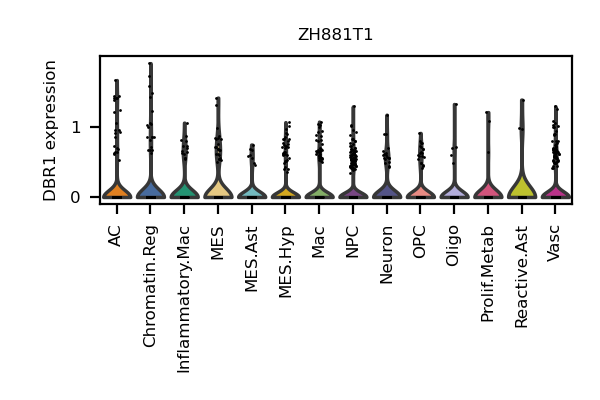 ZH881T1
DBR1 expression
1
0
AC
Chromatin.Reg
Inflammatory.Mac
MES
MES.Ast
MES.Hyp
Mac
NPC
Neuron
OPC
Oligo
Prolif.Metab
Reactive.Ast
Vasc